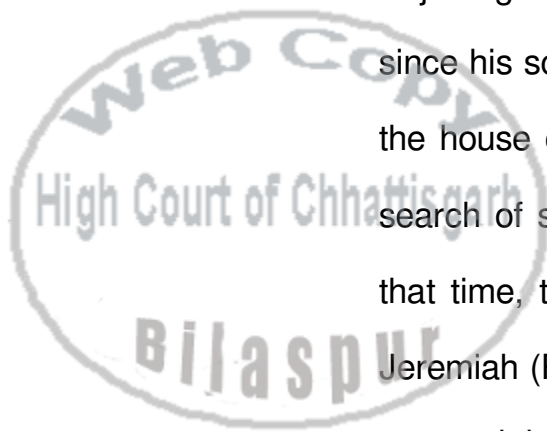 Web Copy
since his so
the house
High Court of Chhattisgarh
search of s
that time, t
Bilaspur
Jeremiah (